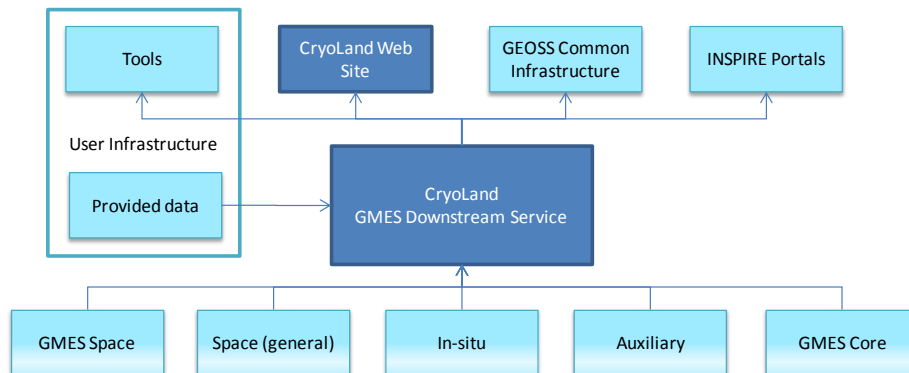 Tools
CryoLand Web
Site
GEOSS Common
Infrastructure
INSPIRE Portals
User Infrastructure
Provided data
CryoLand
GMES Downstream Service
GMES Space
Space (general)
In-situ
Auxiliary
GMES Core